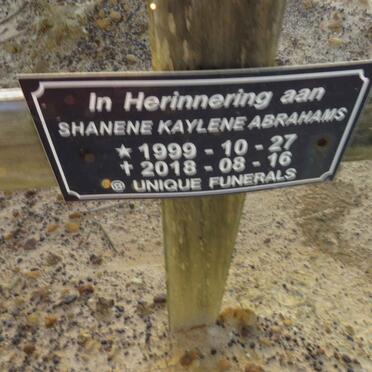 In Herinnering aan
SHANENE KAYLENE ABRAHAMS
★ 1999 - 10 - 27
✝ 2018 - 08 - 16
@ UNIQUE FUNERALS